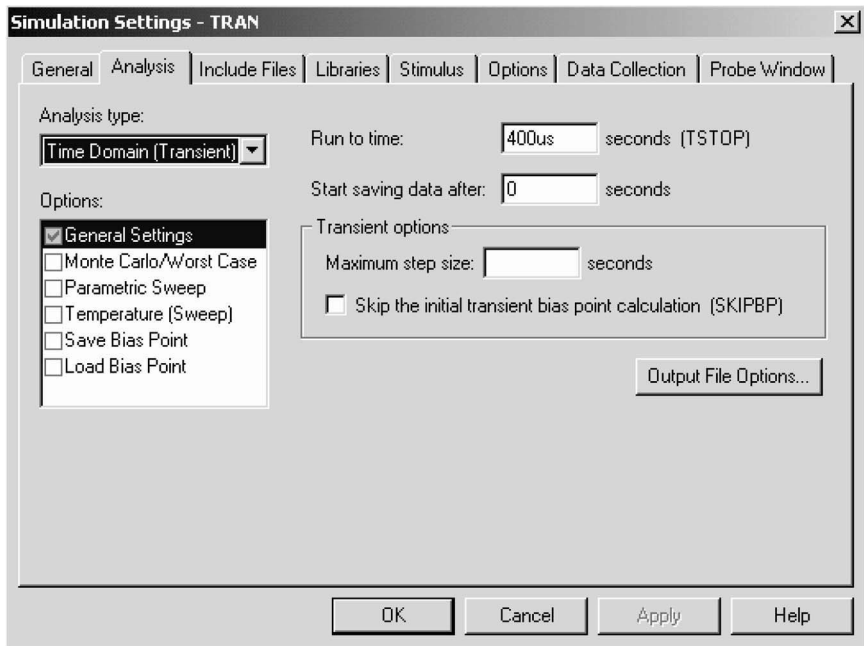 Simulation Settings - TRAN
General Analysis Include Files Libraries Stimulus Options Data Collection Probe Window
Analysis type:
Time Domain (Transient)
Options:
General Settings
Monte Carlo/Worst Case
Parametric Sweep
Temperature (Sweep)
Save Bias Point
Load Bias Point
Run to time: 400us seconds (TSTOP)
Start saving data after: 0 seconds
Transient options
Maximum step size: seconds
Skip the initial transient bias point calculation (SKIPBP)
Output File Options...
OK Cancel Apply Help